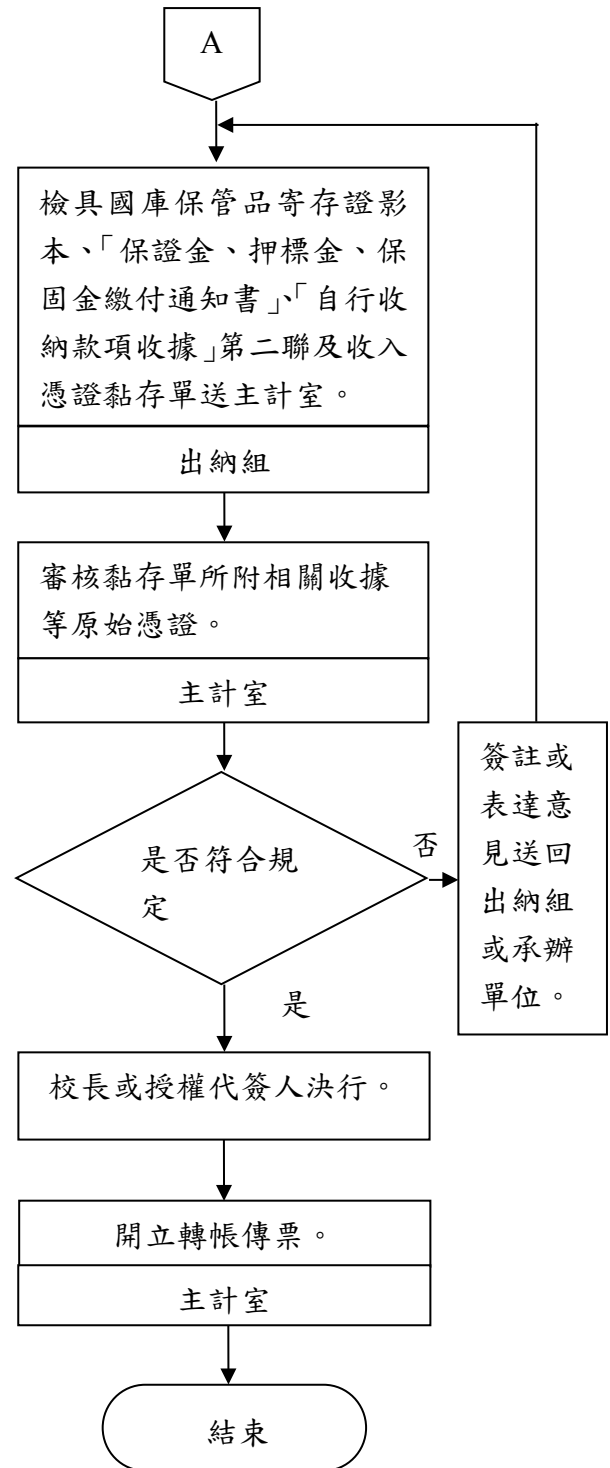 A
檢具國庫保管品寄存證影
本、「保證金、押標金、保
固金繳付通知書」、「自行收
納款項收據」第二聯及收入
憑證黏存單送主計室。
出納組
審核黏存單所附相關收據
等原始憑證。
主計室
是否符合規
定
否
簽註或
表達意
見送回
出納組
或承辦
單位。
是
校長或授權代簽人決行。
開立轉帳傳票。
主計室
結束